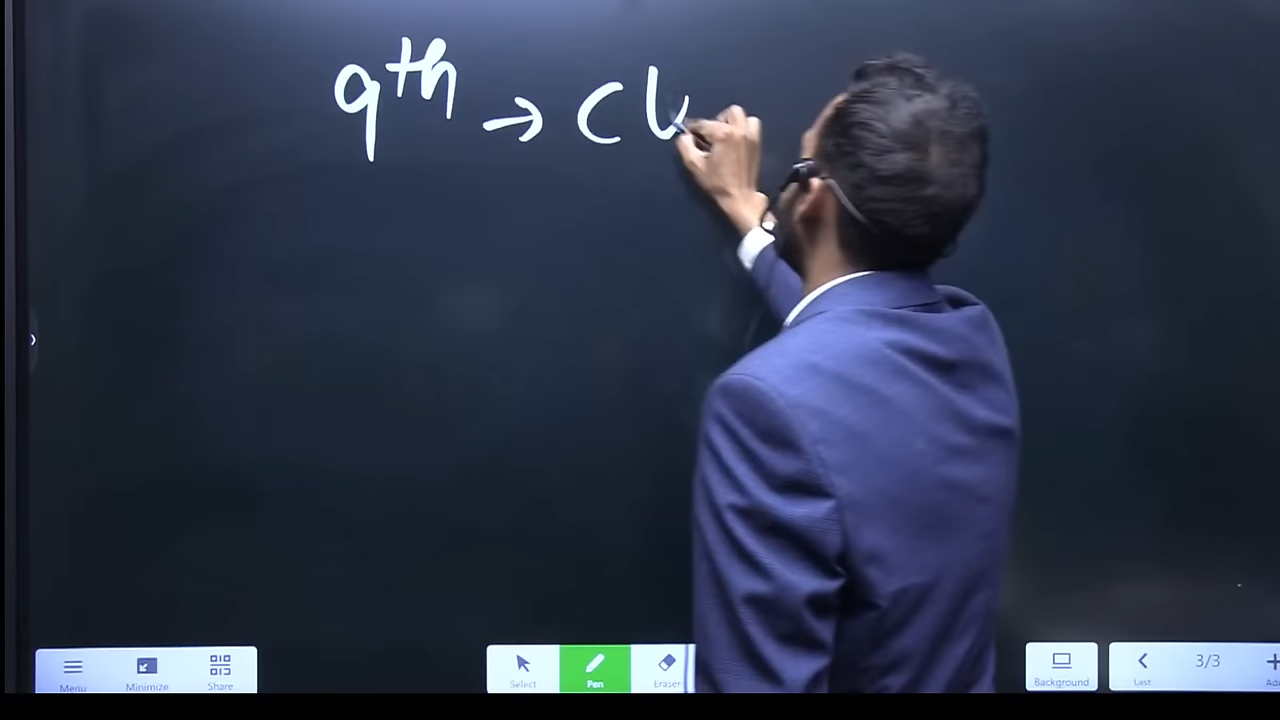 9th → Cl
Menu Minimize Share Select Pen Eraser Background Last 3/3